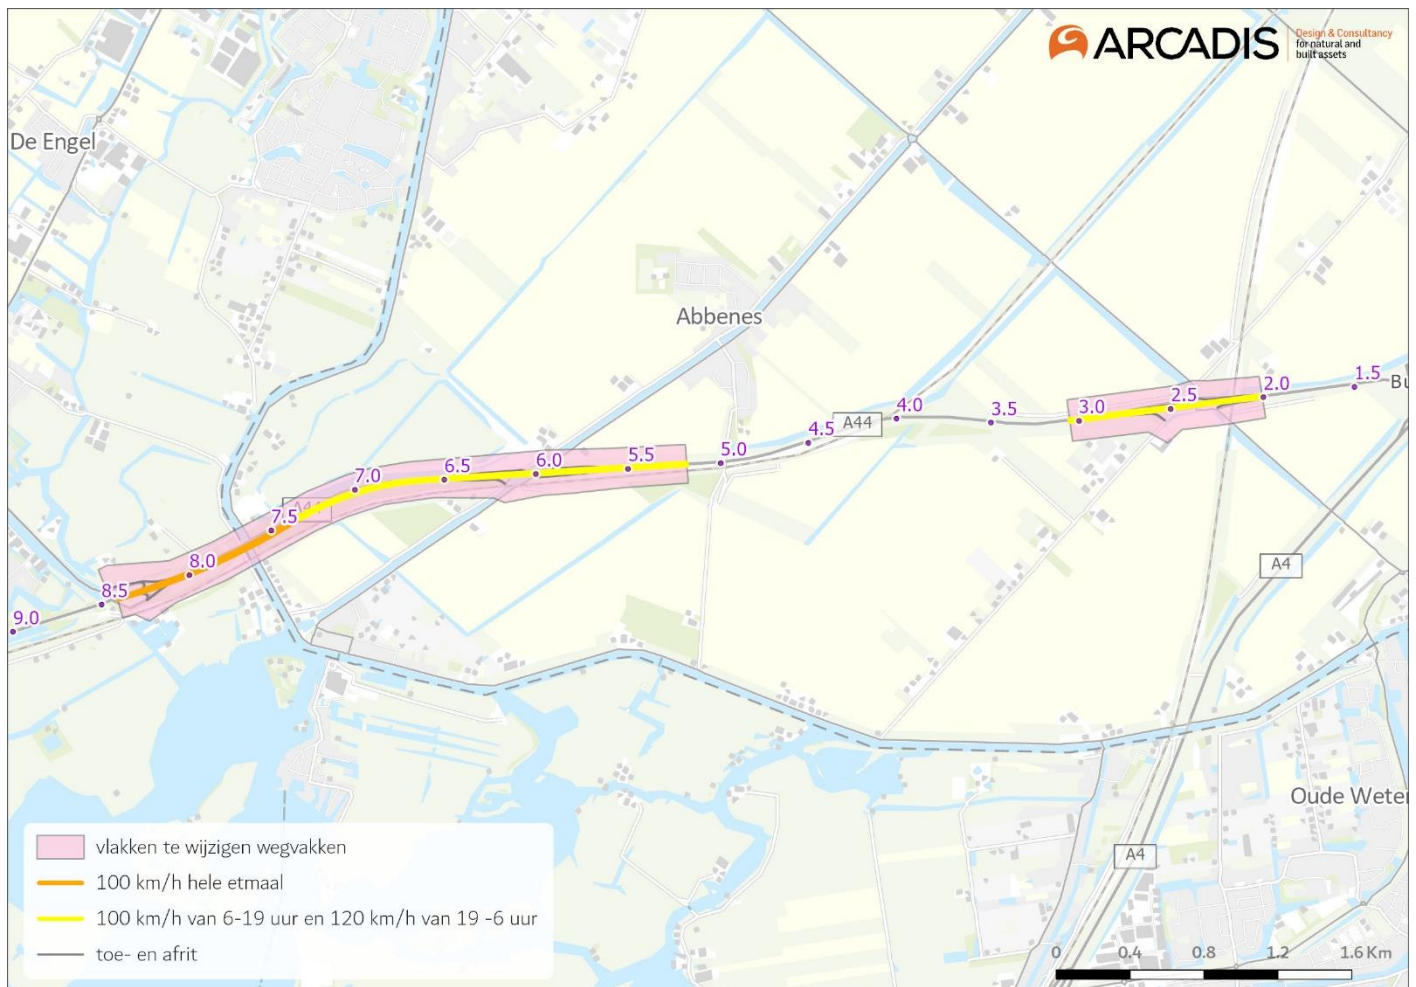 ARCADIS
Design & Consultancy
for natural and
built assets
De Engel
Abbenes
1.5
Bu
2.0
2.5
3.0
3.5
4.0
A44
4.5
5.0
5.5
6.0
6.5
7.0
A44
7.5
8.0
8.5
9.0
A4
Oude Weter
A4
vlakken te wijzigen wegvakken
100 km/h hele etmaal
100 km/h van 6-19 uur en 120 km/h van 19 -6 uur
toe- en afrit
0 0.4 0.8 1.2 1.6 Km